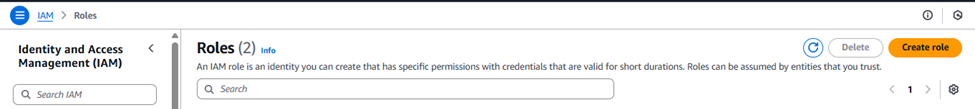 IAM > Roles
Identity and Access Management (IAM)
Search IAM
Roles (2) Info
Delete
Create role
An IAM role is an identity you can create that has specific permissions with credentials that are valid for short durations. Roles can be assumed by entities that you trust.
Search
1